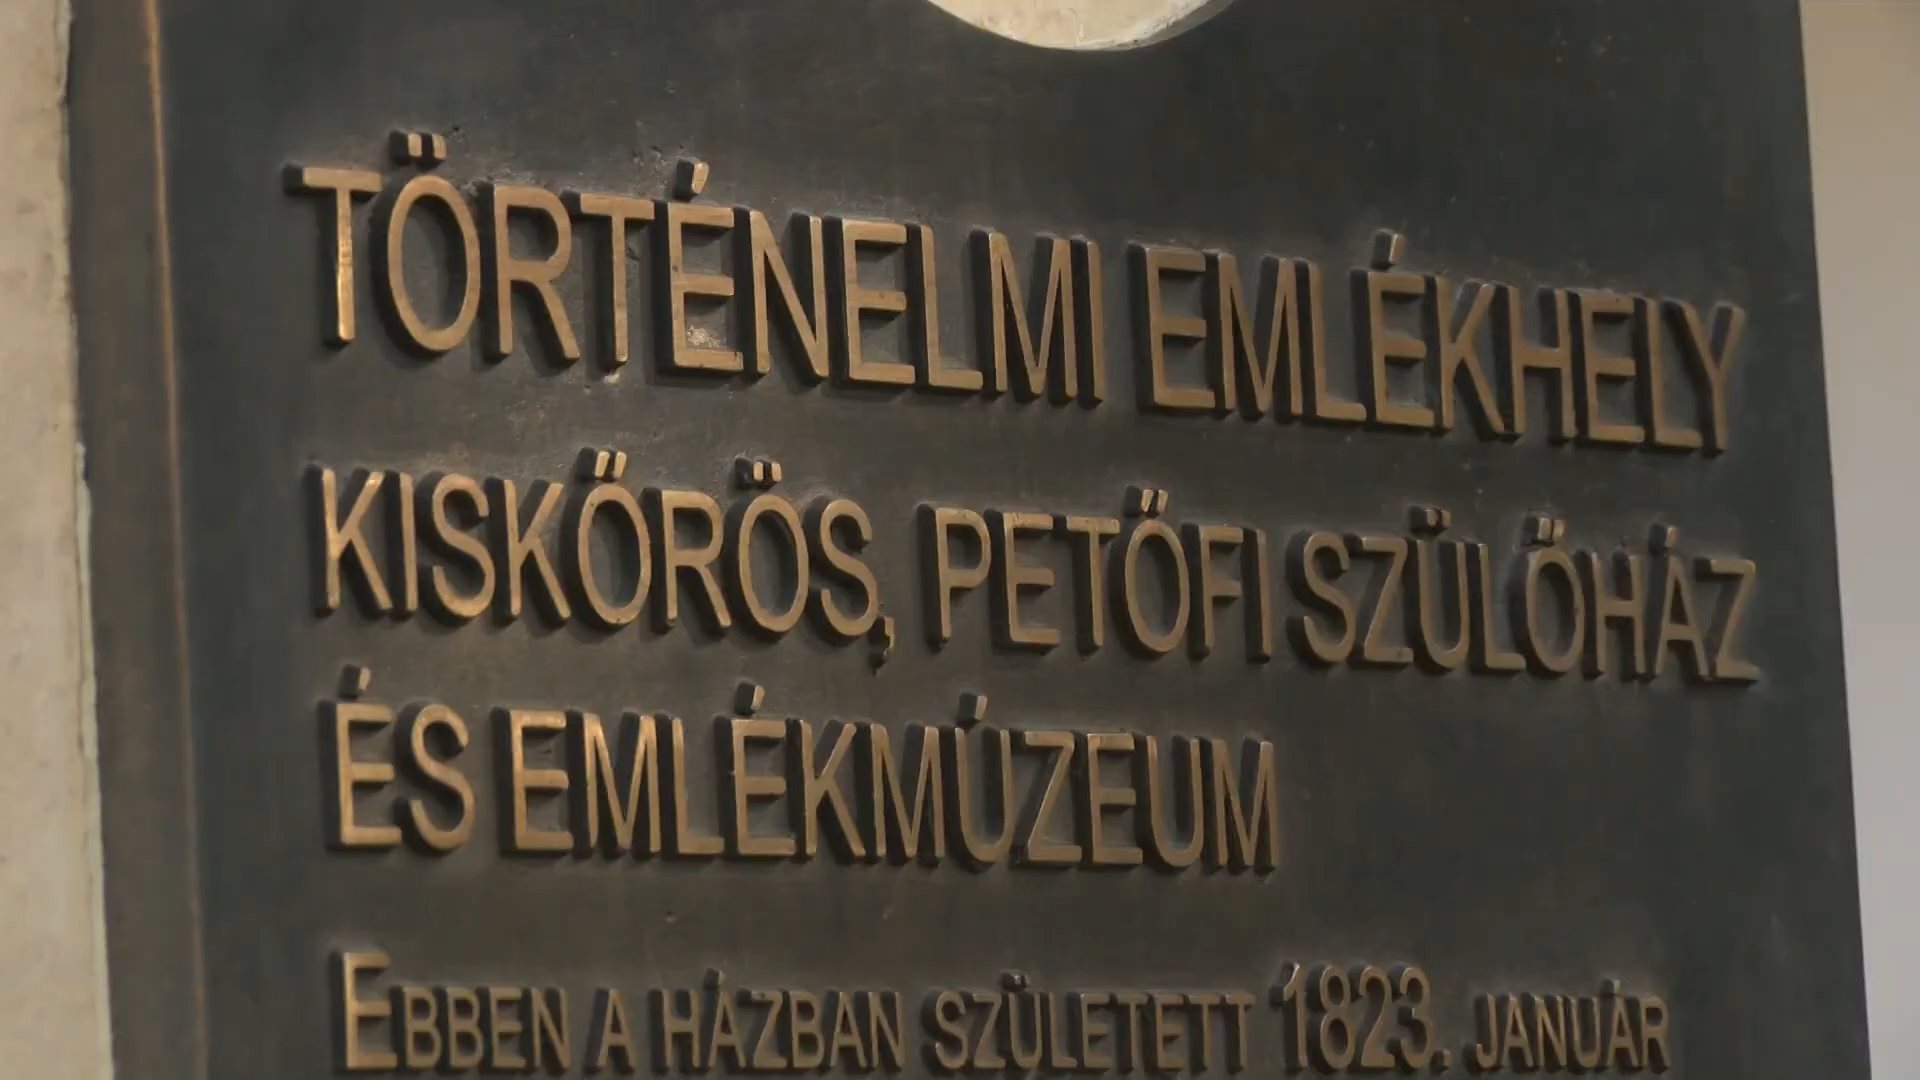 TÖRTÉNELMI EMLÉKHELY
KISKŐRÖS, PETŐFI SZÜLŐHÁZ
ÉS EMLÉKMÚZEUM
EBBEN A HÁZBAN SZÜLETETT 1823. JANUÁR